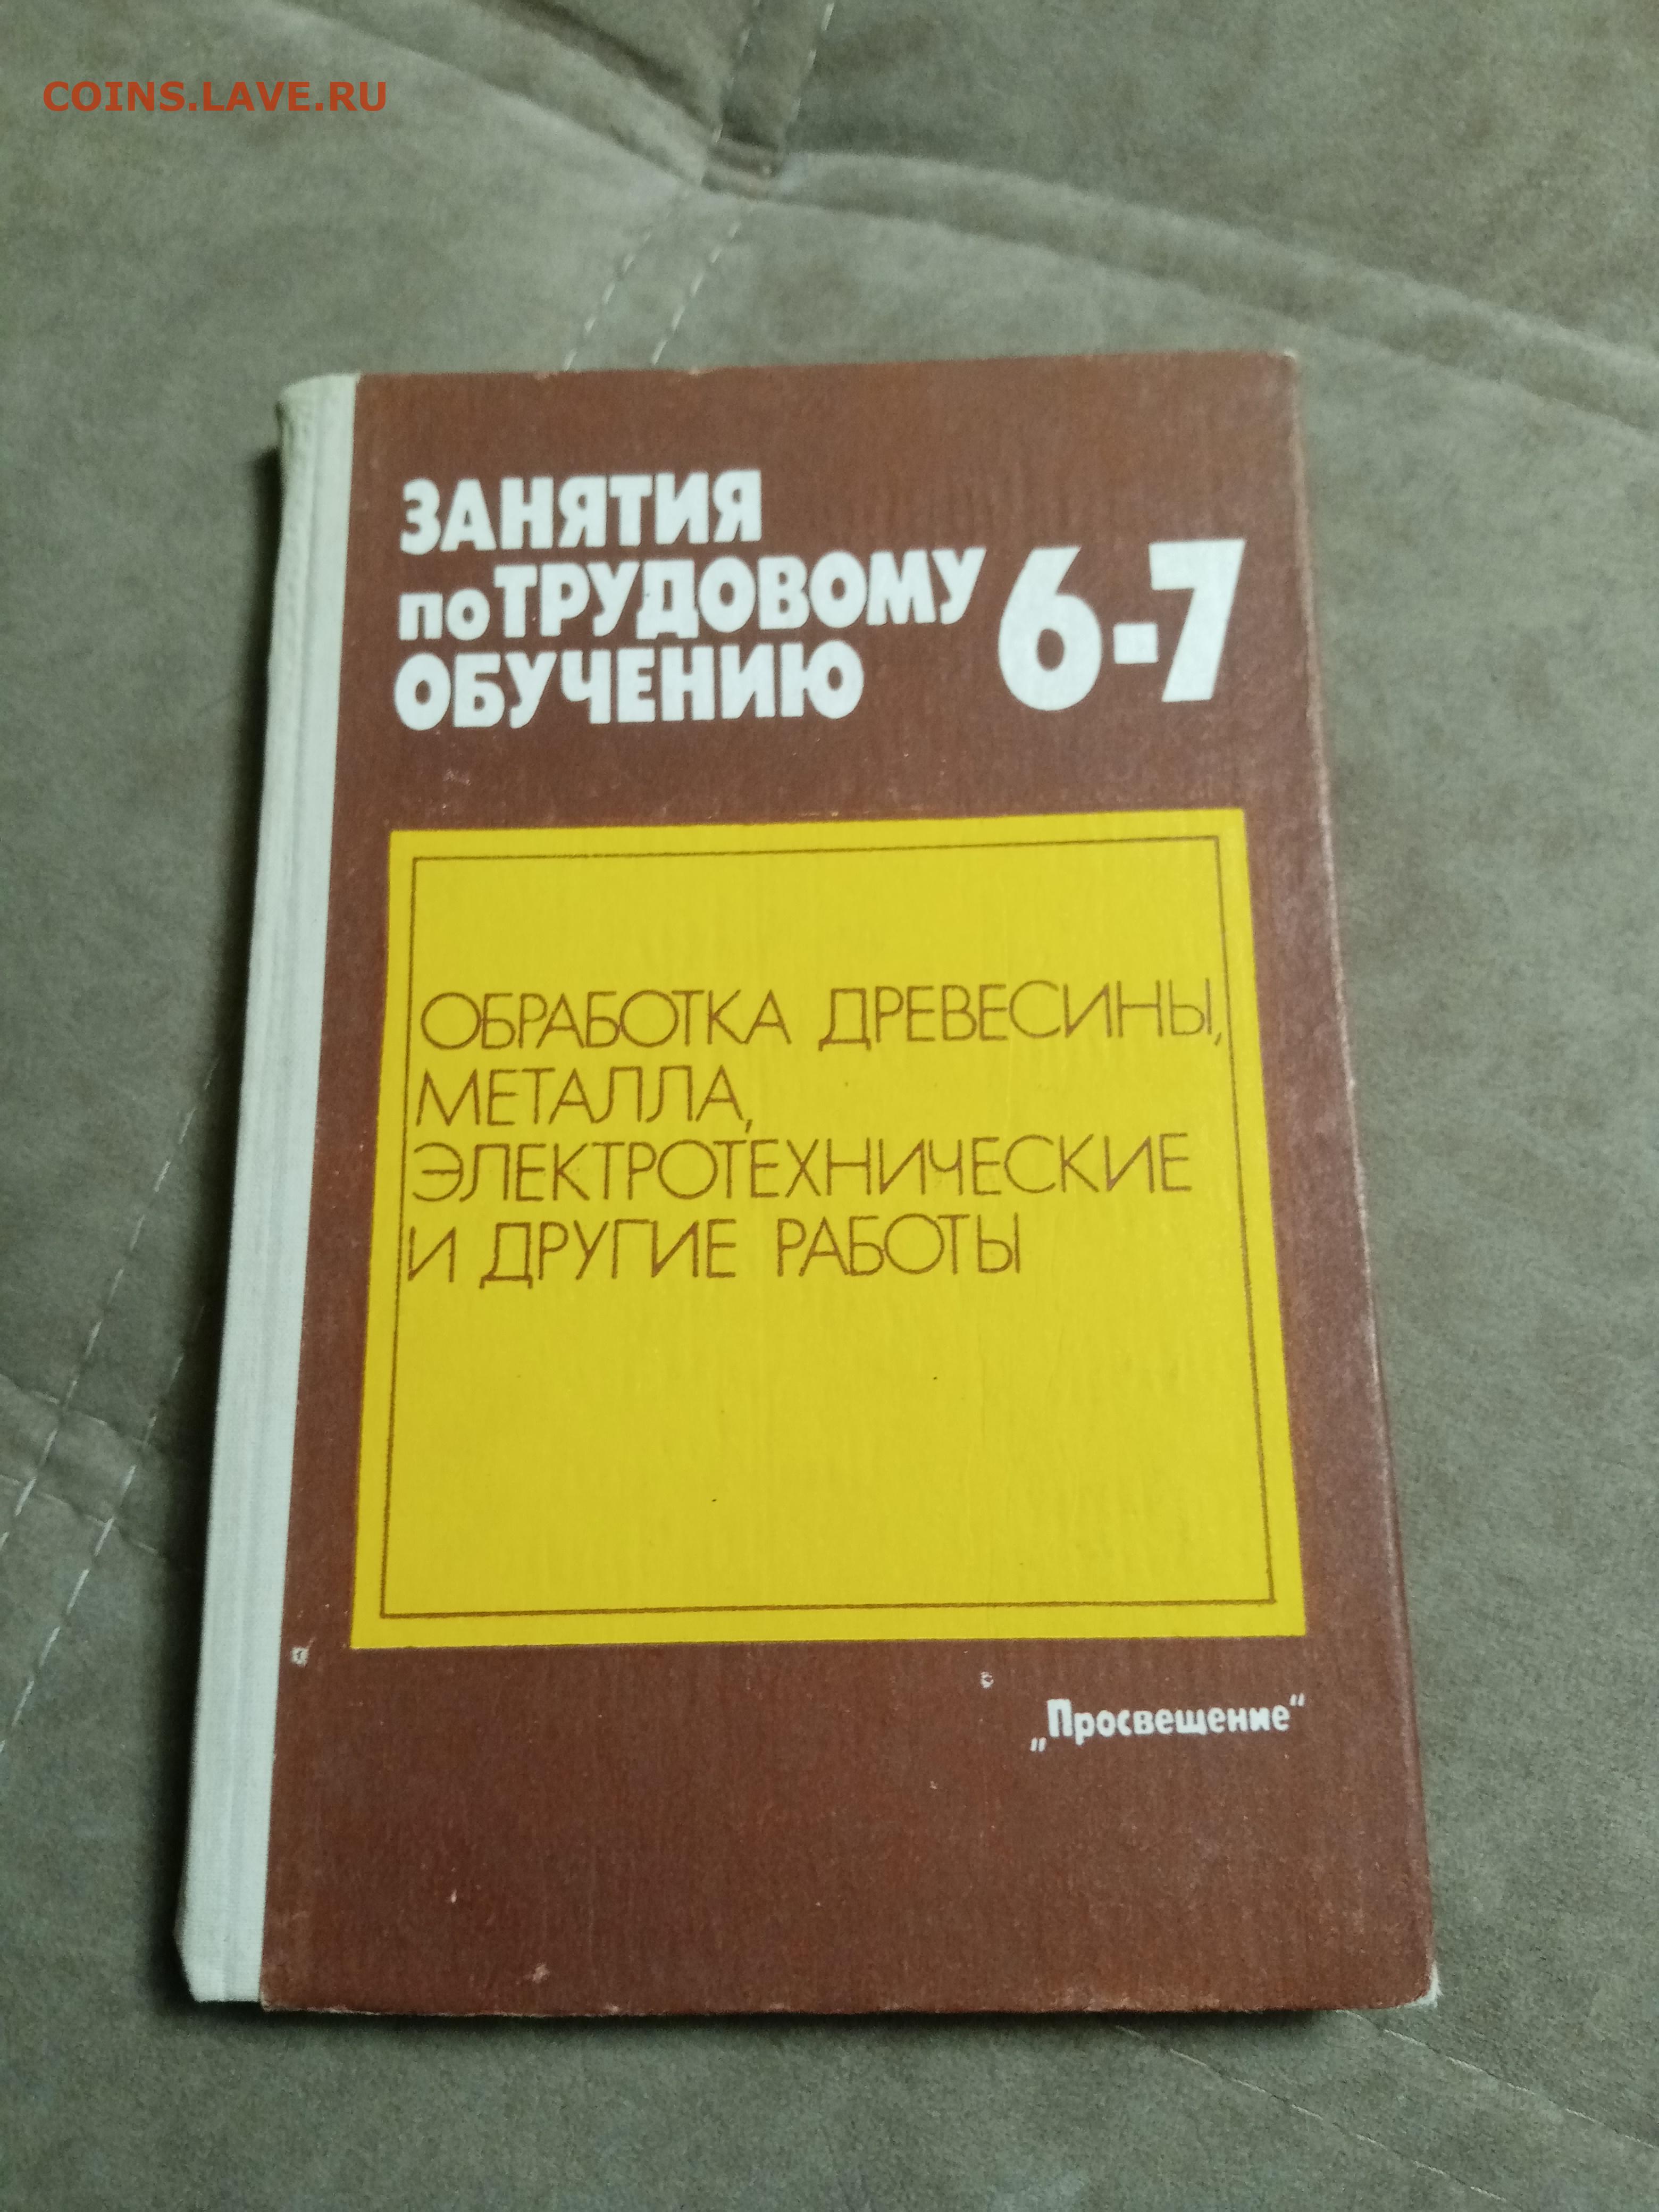 COINS.LAVE.RU
ЗАНЯТИЯ
по ТРУДОВОМУ 6-7
ОБУЧЕНИЮ
ОБРАБОТКА ДРЕВЕСИНЫ,
МЕТАЛЛА,
ЭЛЕКТРОТЕХНИЧЕСКИЕ
И ДРУГИЕ РАБОТЫ
„Просвещение“